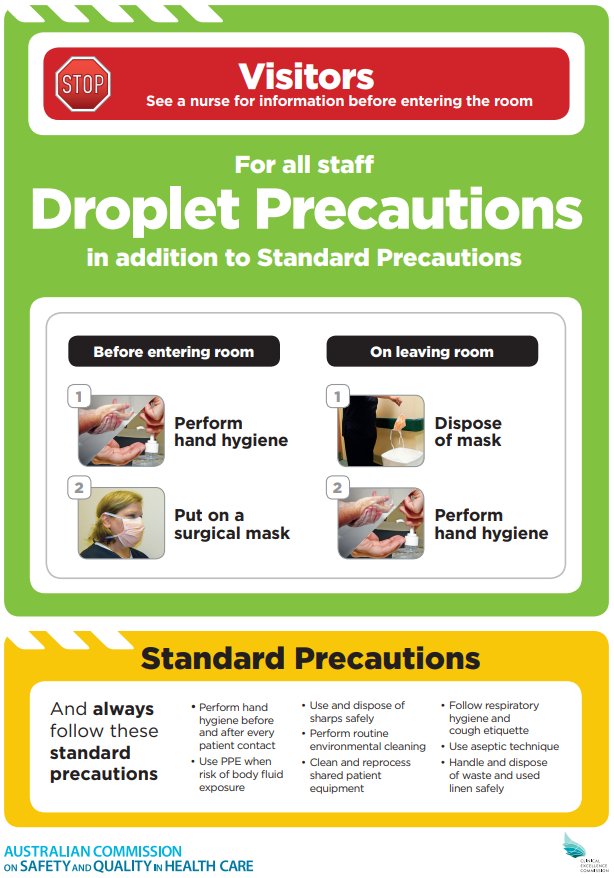 STOP
Visitors
See a nurse for information before entering the room
For all staff
Droplet Precautions
in addition to Standard Precautions
Before entering room
1
Perform
hand hygiene
2
Put on a
surgical mask
On leaving room
1
Dispose
of mask
2
Perform
hand hygiene
Standard Precautions
And always
follow these
standard
precautions
• Perform hand
hygiene before
and after every
patient contact
• Use PPE when
risk of body fluid
exposure
• Use and dispose of
sharps safely
• Perform routine
environmental cleaning
• Clean and reprocess
shared patient
equipment
• Follow respiratory
hygiene and
cough etiquette
• Use aseptic technique
• Handle and dispose
of waste and used
linen safely
AUSTRALIAN COMMISSION
ON SAFETY AND QUALITY IN HEALTH CARE
CLINICAL
EXCELLENCE
COMMISSION